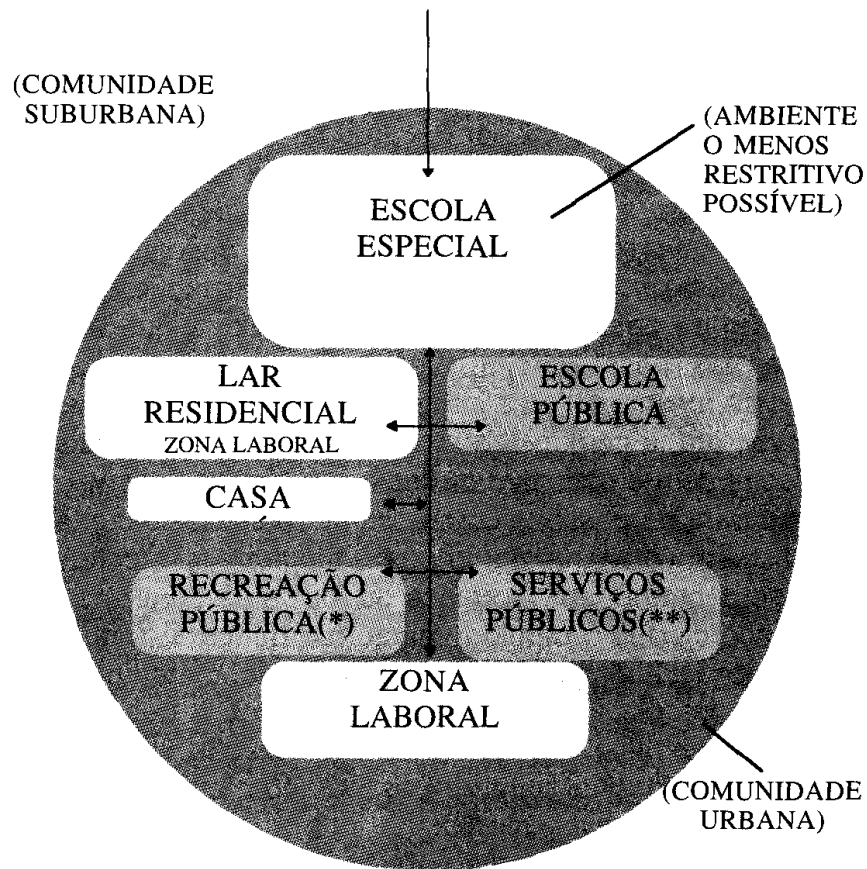 (COMUNIDADE
SUBURBANA)
(AMBIENTE
O MENOS
RESTRITIVO
POSSÍVEL)
ESCOLA
ESPECIAL
LAR
RESIDENCIAL
ZONA LABORAL
ESCOLA
PÚBLICA
CASA
RECREAÇÃO
PÚBLICA(*)
SERVIÇOS
PÚBLICOS(**)
ZONA
LABORAL
(COMUNIDADE
URBANA)